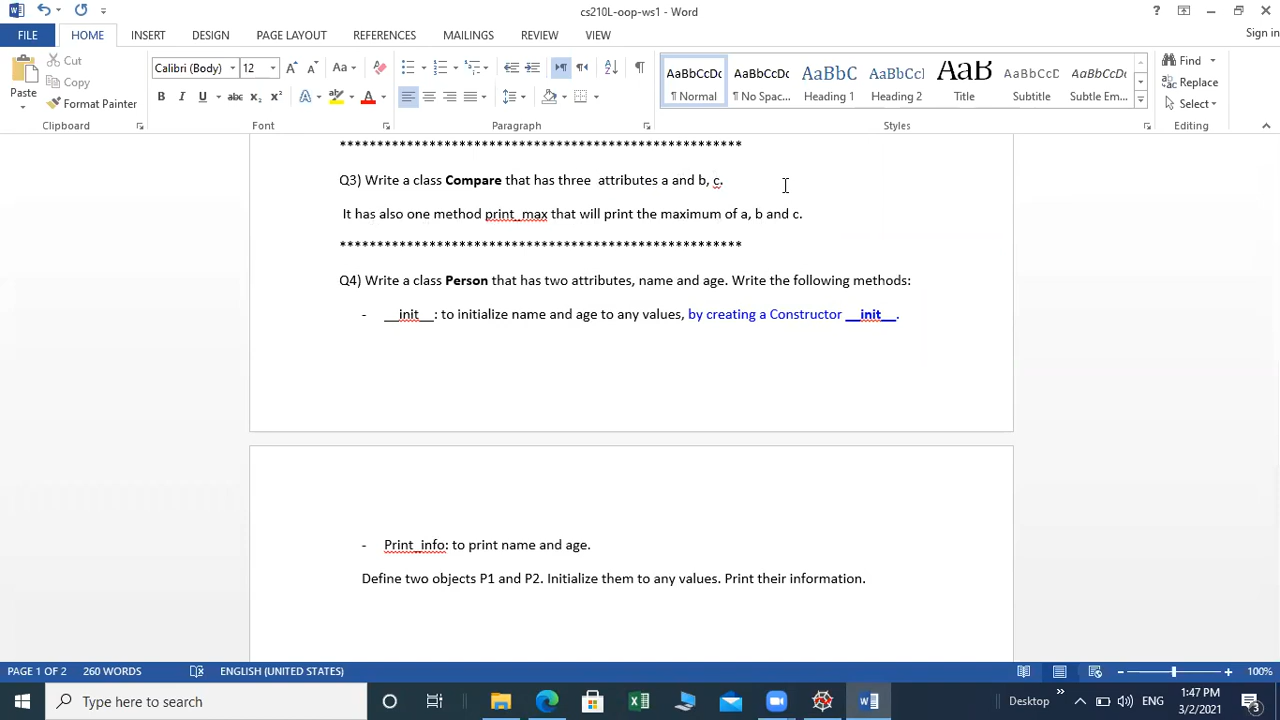 cs210L-oop-ws1 - Word
?
FILE HOME INSERT DESIGN PAGE LAYOUT REFERENCES MAILINGS REVIEW VIEW Sign in
Paste
Cut
Copy
Format Painter
Clipboard
Calibri (Body) 12
Aa
B I U abc x₂ x² A A
Font
Paragraph
AaBbCcDc AaBbCcDc AaBbC AaBbCcI AaB AaBbCcD AaBbCcDc
¶ Normal ¶ No Spac... Heading 1 Heading 2 Title Subtitle Subtle Em...
Styles
Find
Replace
Select
Editing
******************************************************
Q3) Write a class Compare that has three  attributes a and b, c.
It has also one method print_max that will print the maximum of a, b and c.
******************************************************
Q4) Write a class Person that has two attributes, name and age. Write the following methods:
- __init__: to initialize name and age to any values, by creating a Constructor __init__.
- Print_info: to print name and age.
Define two objects P1 and P2. Initialize them to any values. Print their information.
PAGE 1 OF 2 260 WORDS ENGLISH (UNITED STATES) 100%
Type here to search
Desktop ENG
1:47 PM
3/2/2021
3